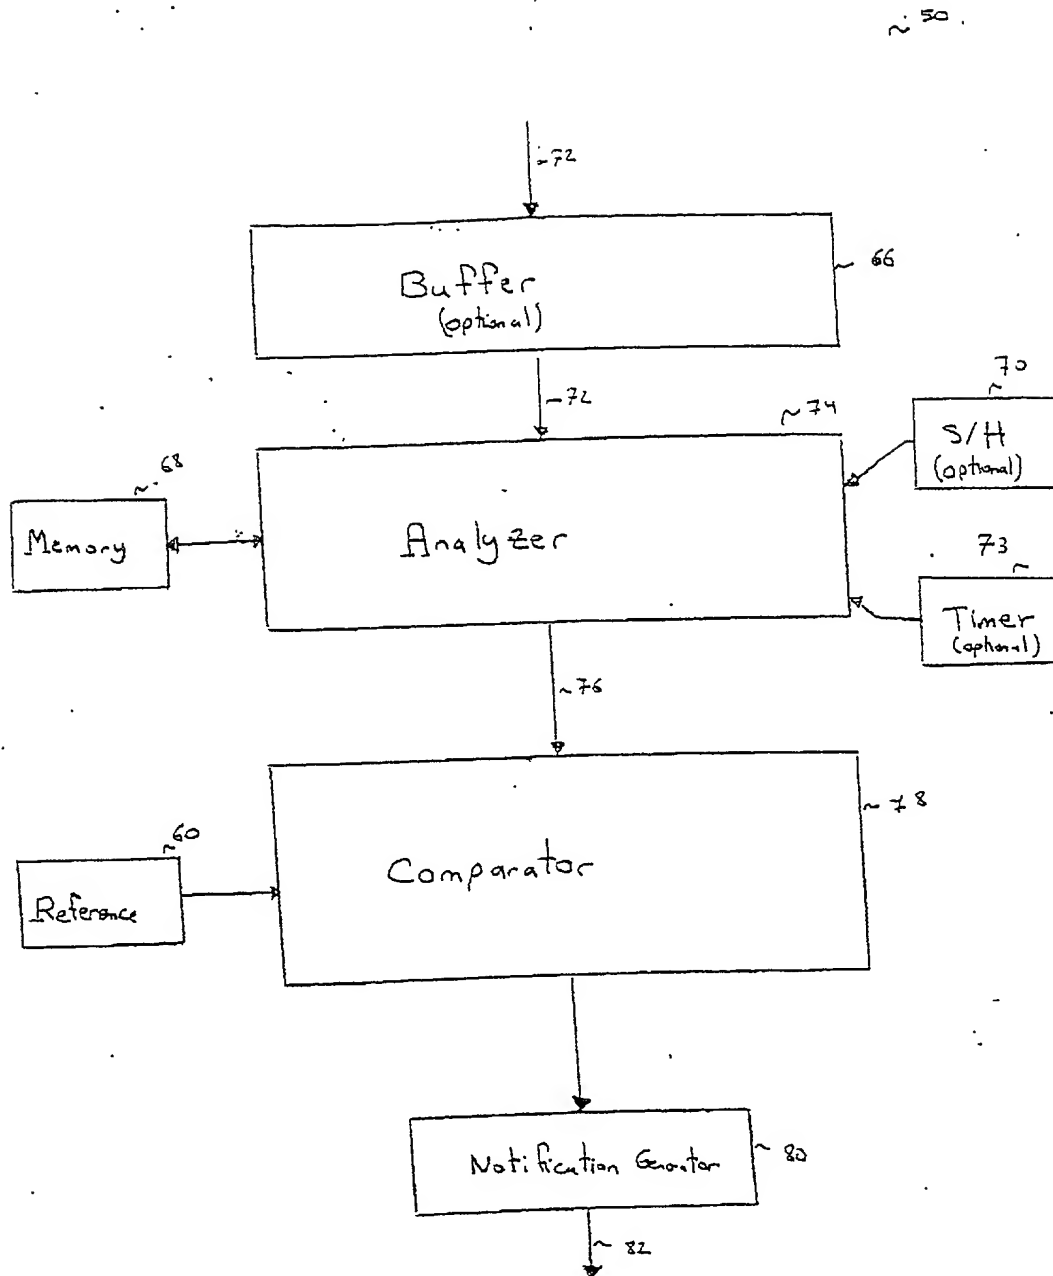 ~ 50
~72
Buffer
(optional)
~ 66
~72
~ 74
70
~
S/H
(optional)
~ 68
Memory
Analyzer
73
~
Timer
(optional)
~76
~ 78
~60
Reference
Comparator
Notification Generator
~ 80
~ 82